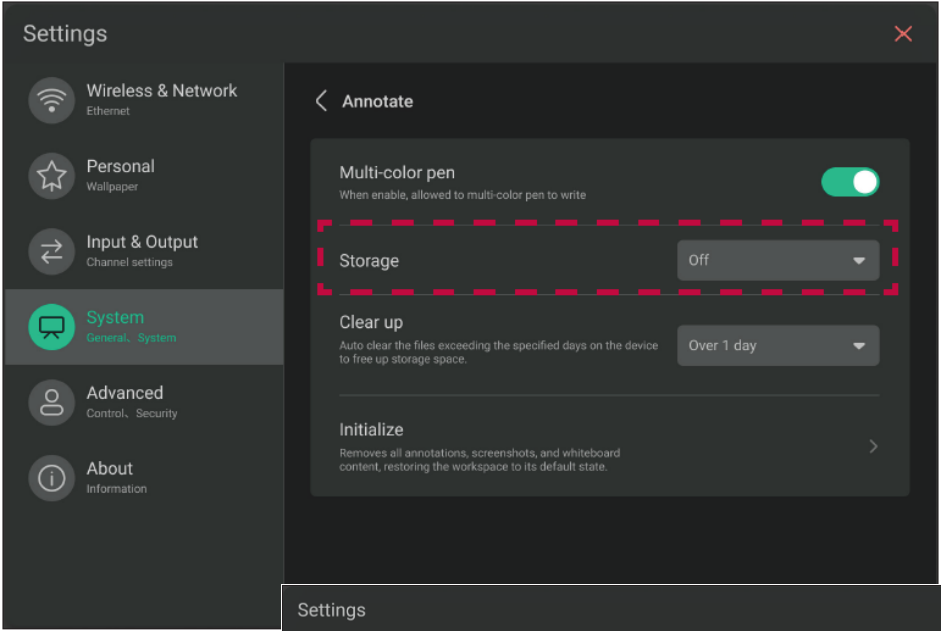 Settings
Wireless & Network
Ethernet
Personal
Wallpaper
Input & Output
Channel settings
System
General、System
Advanced
Control、Security
About
Information
Annotate
Multi-color pen
When enable, allowed to multi-color pen to write
Storage
Off
Clear up
Auto clear the files exceeding the specified days on the device
to free up storage space.
Over 1 day
Initialize
Removes all annotations, screenshots, and whiteboard
content, restoring the workspace to its default state.
Settings